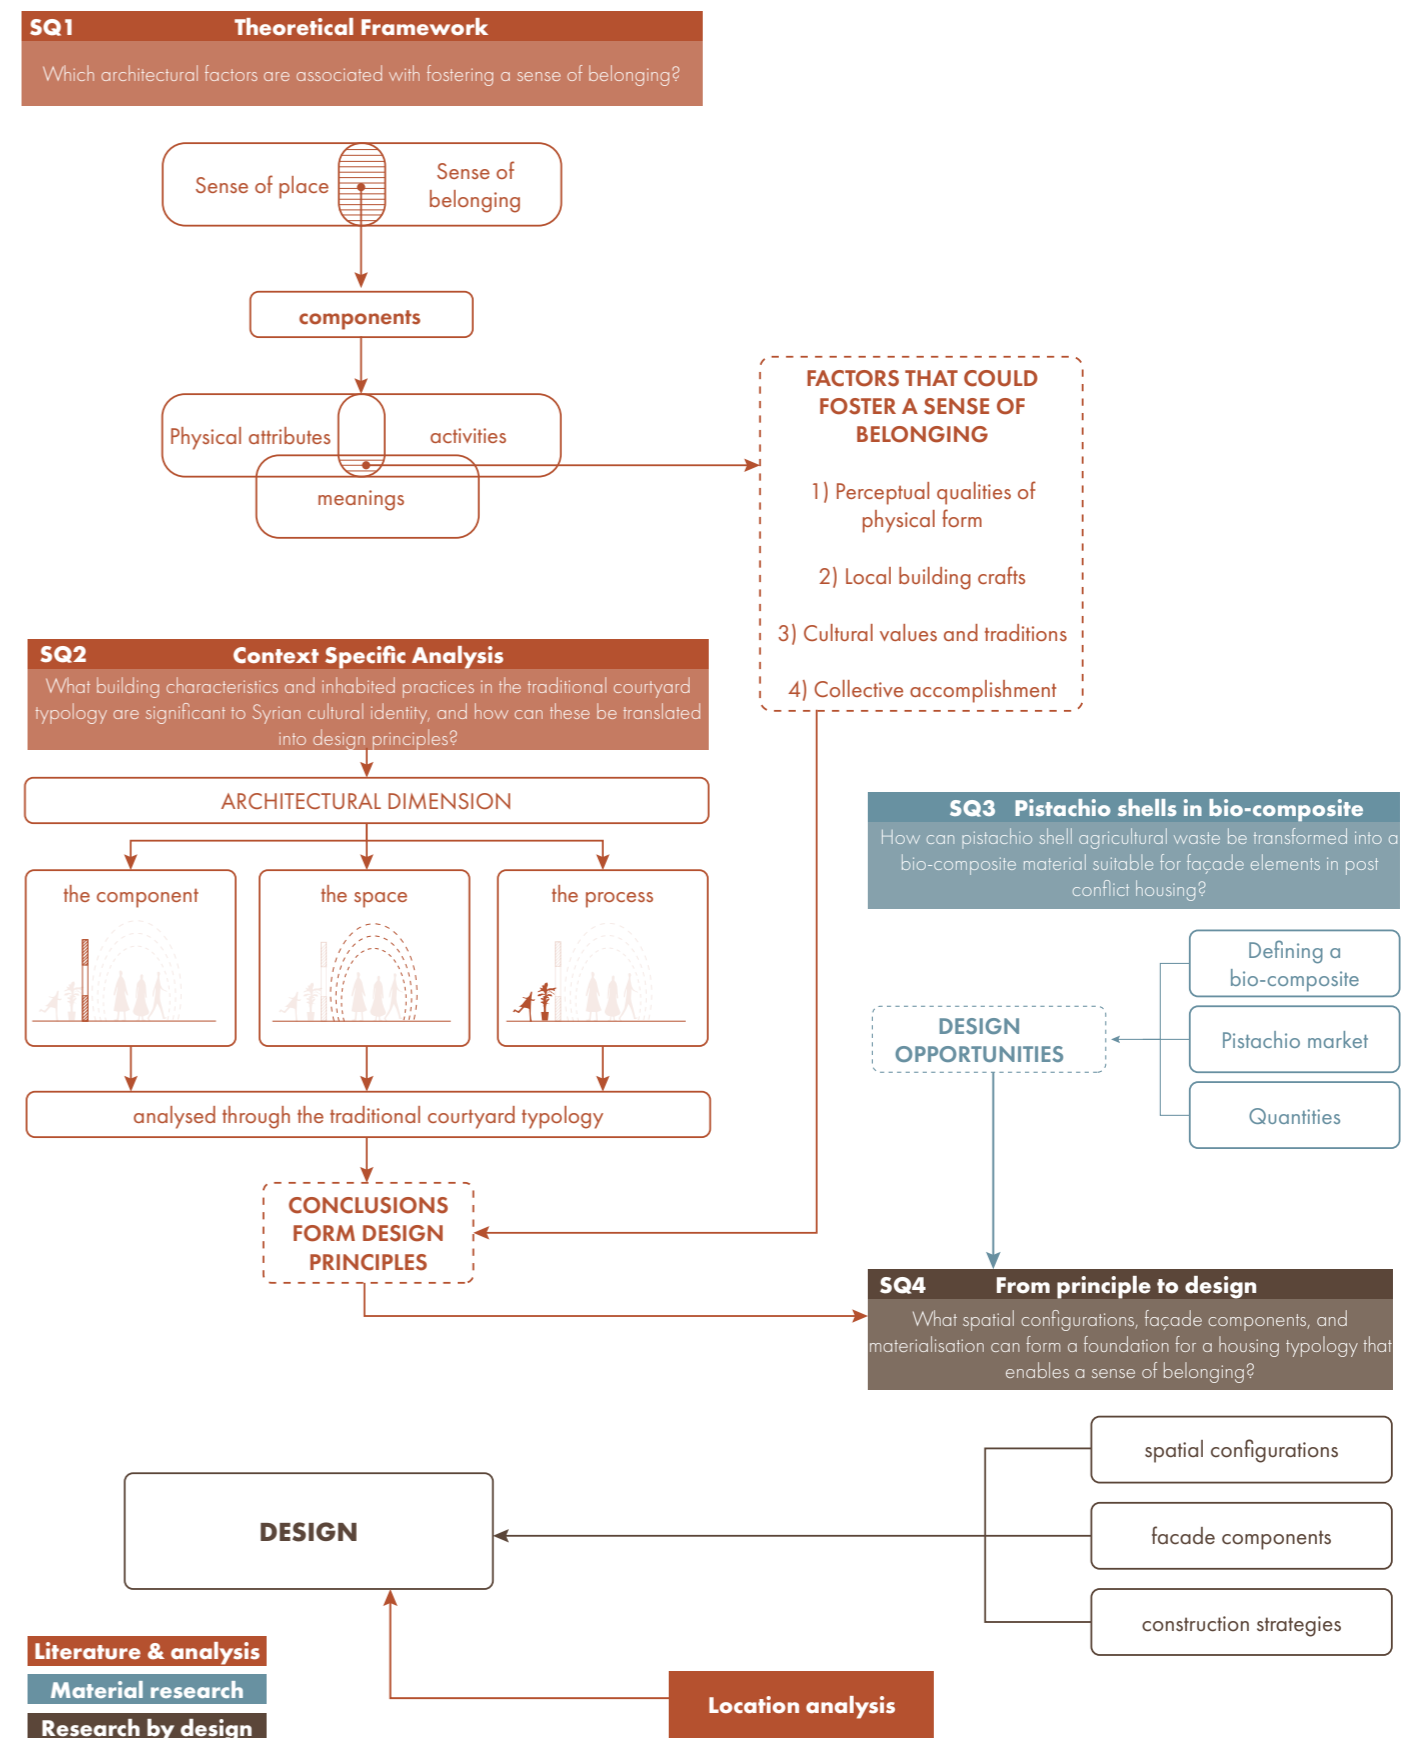 SQ1 Theoretical Framework
Which architectural factors are associated with fostering a sense of belonging?
Sense of place
Sense of
belonging
components
Physical attributes
activities
meanings
FACTORS THAT COULD
FOSTER A SENSE OF
BELONGING
1) Perceptual qualities of
physical form
2) Local building crafts
3) Cultural values and traditions
4) Collective accomplishment
SQ2 Context Specific Analysis
What building characteristics and inhabited practices in the traditional courtyard
typology are significant to Syrian cultural identity, and how can these be translated
into design principles?
ARCHITECTURAL DIMENSION
the component
the space
the process
analysed through the traditional courtyard typology
CONCLUSIONS
FORM DESIGN
PRINCIPLES
SQ3 Pistachio shells in bio-composite
How can pistachio shell agricultural waste be transformed into a
bio-composite material suitable for façade elements in post
conflict housing?
Defining a
bio-composite
Pistachio market
Quantities
DESIGN
OPPORTUNITIES
SQ4 From principle to design
What spatial configurations, façade components, and
materialisation can form a foundation for a housing typology that
enables a sense of belonging?
spatial configurations
facade components
construction strategies
DESIGN
Location analysis
Literature & analysis
Material research
Research by design